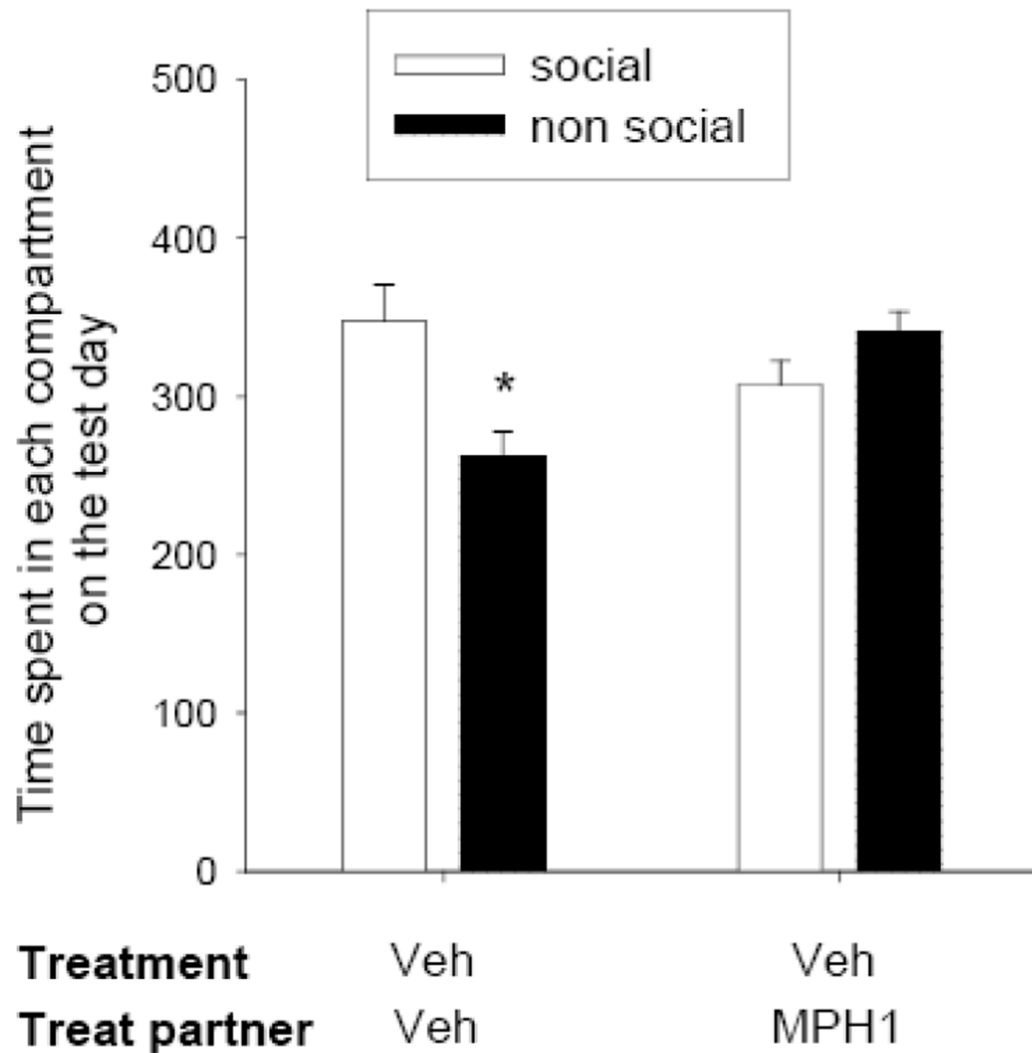 social
non social
500
400
300
200
100
0
Time spent in each compartment
on the test day
*
Treatment Veh Veh
Treat partner Veh MPH1